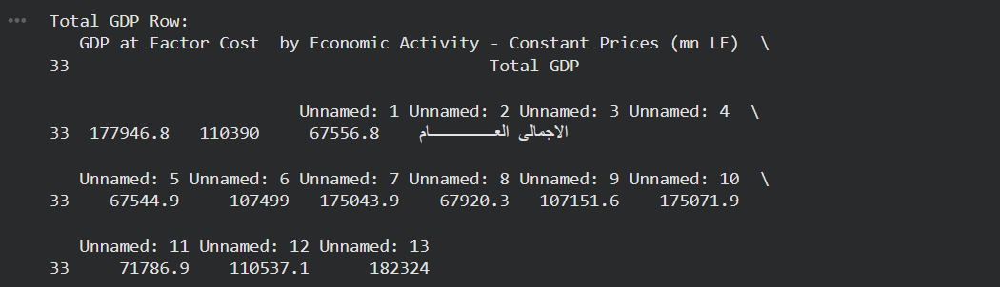 Total GDP Row:
GDP at Factor Cost  by Economic Activity - Constant Prices (mn LE)  \
33                                          Total GDP
Unnamed: 1 Unnamed: 2 Unnamed: 3 Unnamed: 4  \
33  177946.8   110390     67556.8    الاجمالى العـــــــــام
Unnamed: 5 Unnamed: 6 Unnamed: 7 Unnamed: 8 Unnamed: 9 Unnamed: 10  \
33    67544.9     107499   175043.9    67920.3   107151.6    175071.9
Unnamed: 11 Unnamed: 12 Unnamed: 13
33     71786.9    110537.1      182324